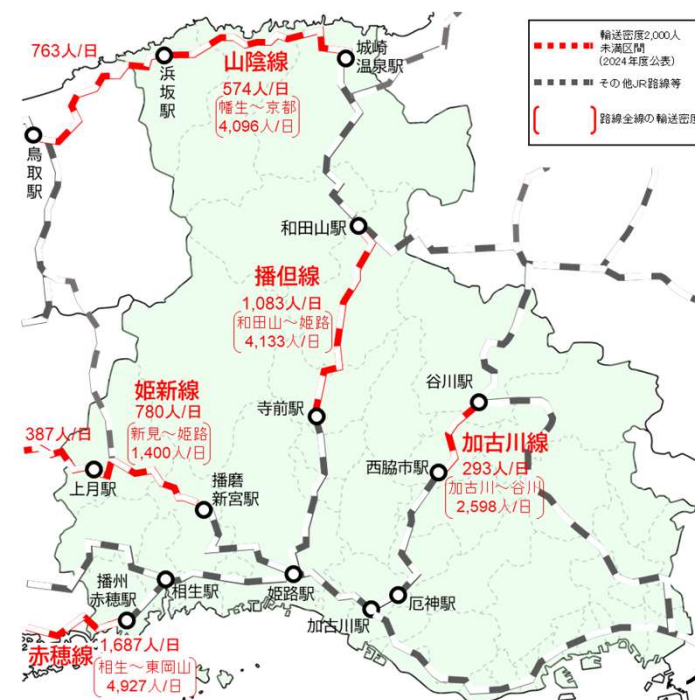 輸送密度2,000人
未満区間
(2024年度公表)
その他JR路線等
路線全線の輸送密度
763人/日
浜坂駅
山陰線
574人/日
幡生～京都
4,096人/日
城崎
温泉駅
鳥取駅
和田山駅
播但線
1,083人/日
和田山～姫路
4,133人/日
姫新線
780人/日
新見～姫路
1,400人/日
387人/日
上月駅
播磨
新宮駅
寺前駅
谷川駅
加古川線
293人/日
加古川～谷川
2,598人/日
西脇市駅
播州
赤穂駅
相生駅
姫路駅
加古川駅
厄神駅
赤穂線
1,687人/日
相生～東岡山
4,927人/日